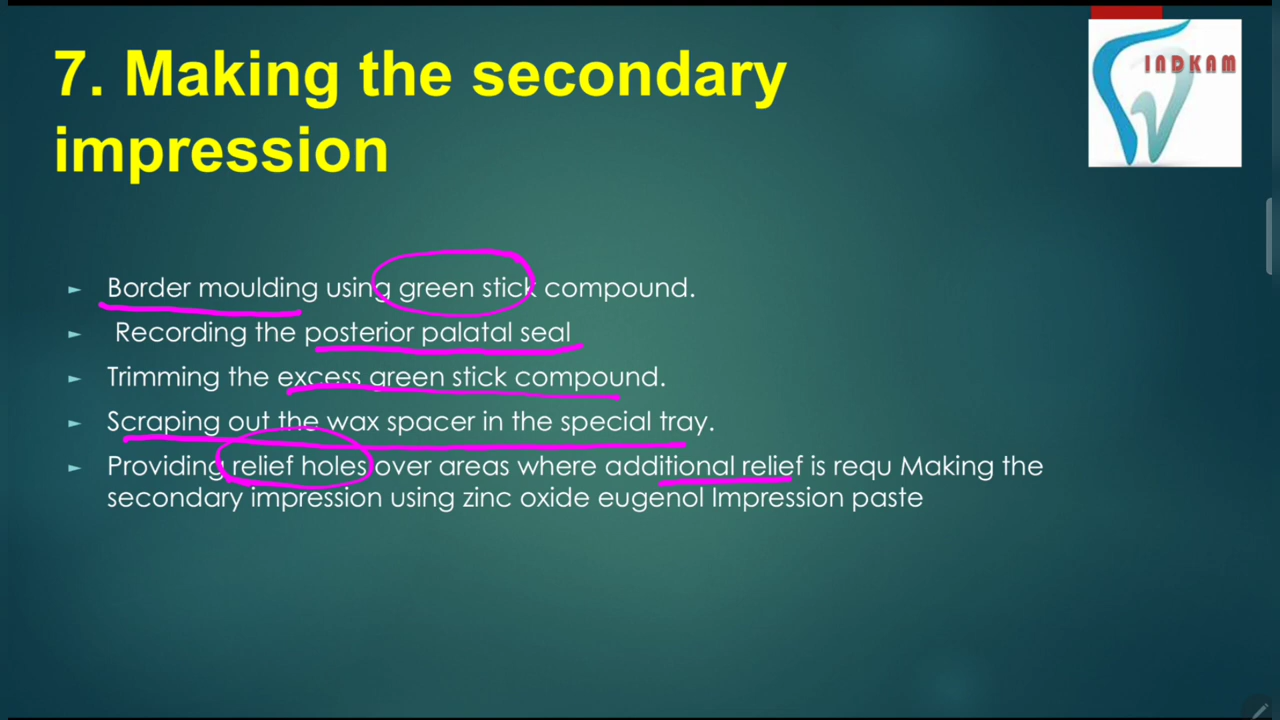 7. Making the secondary
impression
INDKAM
► Border moulding using green stick compound.
► Recording the posterior palatal seal
► Trimming the excess green stick compound.
► Scraping out the wax spacer in the special tray.
► Providing relief holes over areas where additional relief is requ Making the
secondary impression using zinc oxide eugenol Impression paste